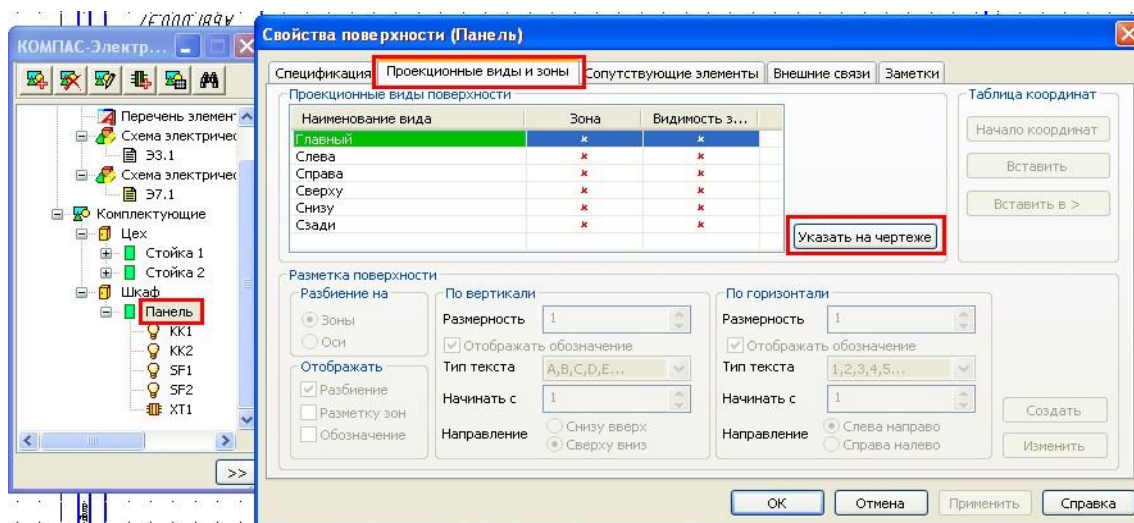 КОМПАС-Электр...
Перечень элемент
Схема электричес
Э3.1
Схема электричес
Э7.1
Комплектующие
Цех
Стойка 1
Стойка 2
Шкаф
Панель
КК1
КК2
SF1
SF2
XT1
>>
Свойства поверхности (Панель)
Спецификация Проекционные виды и зоны Сопутствующие элементы Внешние связи Заметки
Проекционные виды поверхности
Наименование вида Зона Видимость з...
Главный
Слева
Справа
Сверху
Снизу
Сзади
Указать на чертеже
Таблица координат
Начало координат
Вставить
Вставить в >
Разметка поверхности
Разбиение на
Зоны
Оси
Отображать
Разбиение
Разметку зон
Обозначение
По вертикали
Размерность 1
Отображать обозначение
Тип текста A,B,C,D,E...
Начинать с 1
Направление Снизу вверх
Сверху вниз
По горизонтали
Размерность 1
Отображать обозначение
Тип текста 1,2,3,4,5...
Начинать с 1
Направление Слева направо
Справа налево
Создать
Изменить
ОК Отмена Применить Справка